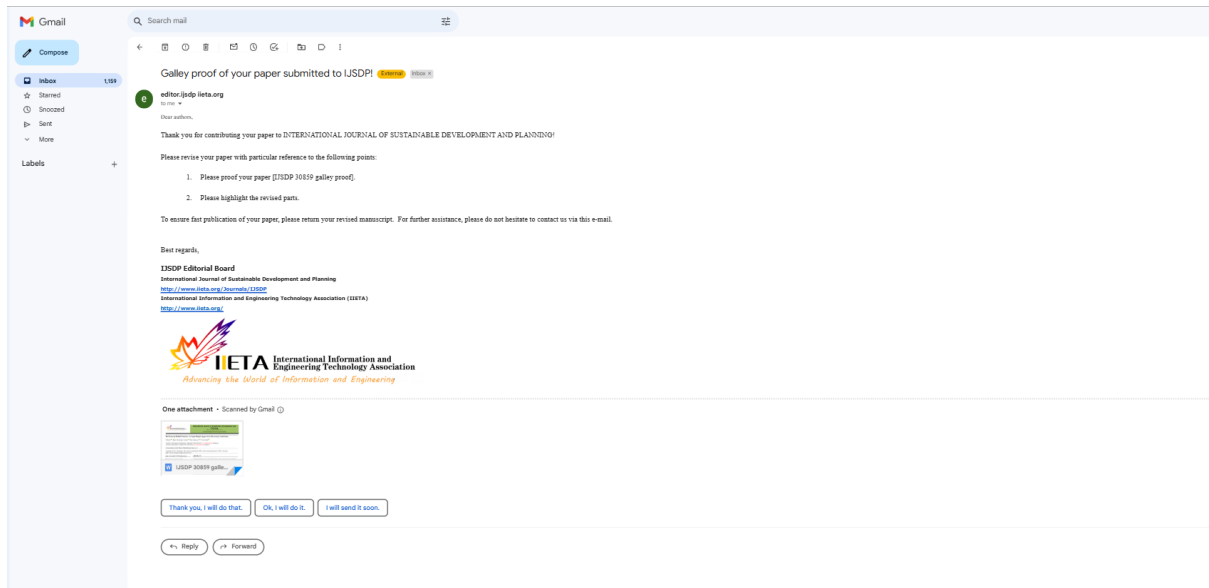 Gmail
Search mail
Compose
Inbox 1,159
Starred
Snoozed
Sent
More
Labels +
Galley proof of your paper submitted to IJSDP! External Inbox ×
e
editor.ijsdp iieta.org
to me
Dear authors,
Thank you for contributing your paper to INTERNATIONAL JOURNAL OF SUSTAINABLE DEVELOPMENT AND PLANNING!
Please revise your paper with particular reference to the following points:
1. Please proof your paper [IJSDP 30859 galley proof].
2. Please highlight the revised parts.
To ensure fast publication of your paper, please return your revised manuscript. For further assistance, please do not hesitate to contact us via this e-mail.
Best regards,
IJSDP Editorial Board
International Journal of Sustainable Development and Planning
http://www.iieta.org/Journals/IJSDP
International Information and Engineering Technology Association (IIETA)
http://www.iieta.org/
IIETA International Information and
Engineering Technology Association
Advancing the World of Information and Engineering
One attachment • Scanned by Gmail
W IJSDP 30859 galle...
Thank you, I will do that. Ok, I will do it. I will send it soon.
Reply Forward